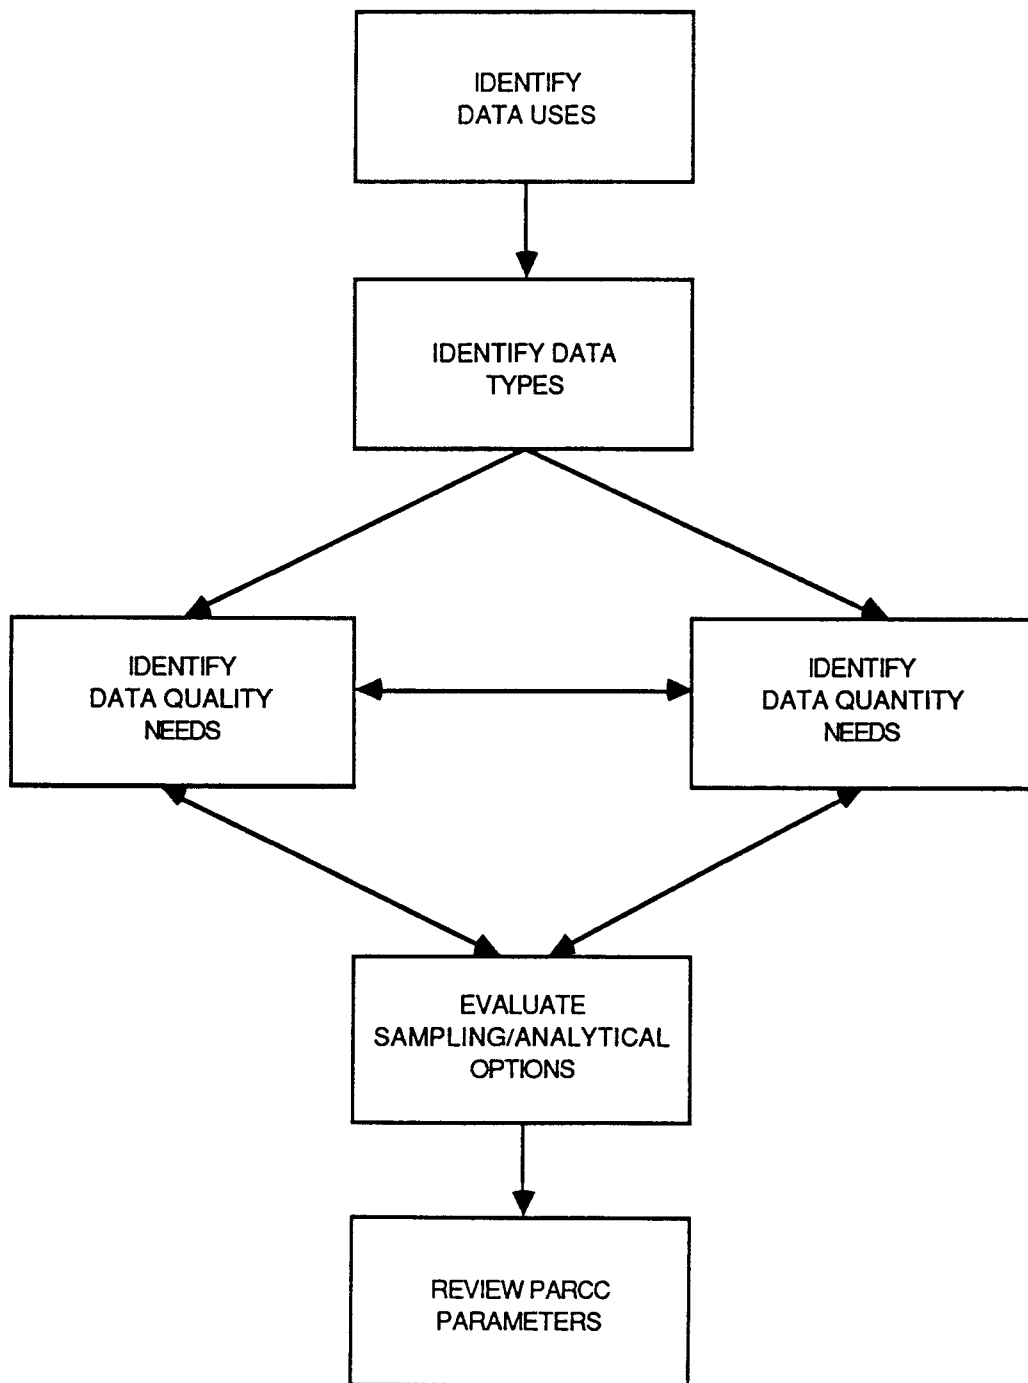 IDENTIFY
DATA USES
IDENTIFY DATA
TYPES
IDENTIFY
DATA QUALITY
NEEDS
IDENTIFY
DATA QUANTITY
NEEDS
EVALUATE
SAMPLING/ANALYTICAL
OPTIONS
REVIEW PARCC
PARAMETERS